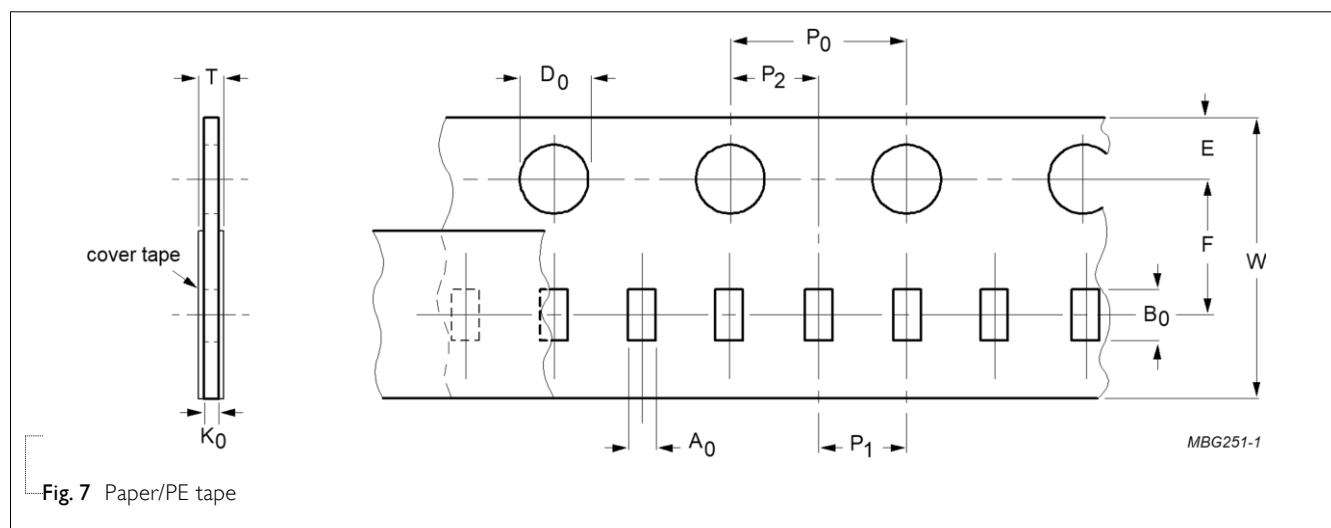 P0
T
D0
P2
E
cover tape
F
W
B0
K0
A0
P1
MBG251-1
Fig. 7 Paper/PE tape